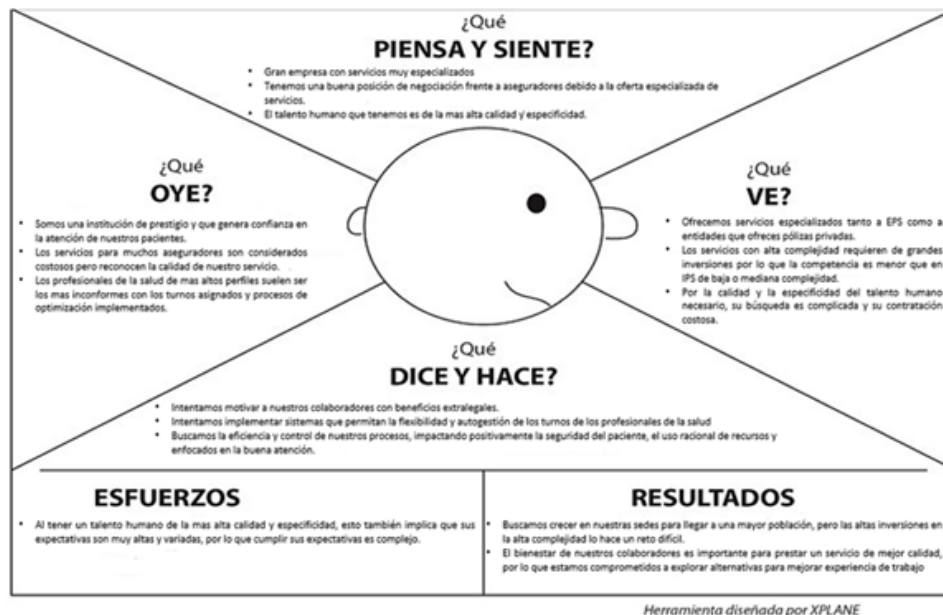 ¿Qué
PIENSA Y SIENTE?
• Gran empresa con servicios muy especializados
• Tenemos una buena posición de negociación frente a aseguradores debido a la oferta especializada de
servicios.
• El talento humano que tenemos es de la mas alta calidad y especificidad.
¿Qué
OYE?
• Somos una institución de prestigio y que genera confianza en
la atención de nuestros pacientes.
• Los servicios para muchos aseguradores son considerados
costosos pero reconocen la calidad de nuestro servicio.
• Los profesionales de la salud de mas altos perfiles suelen ser
los mas inconformes con los turnos asignados y procesos de
optimización implementados.
¿Qué
VE?
• Ofrecemos servicios especializados tanto a EPS como a
entidades que ofreces pólizas privadas.
• Los servicios con alta complejidad requieren de grandes
inversiones por lo que la competencia es menor que en
IPS de baja o mediana complejidad.
• Por la calidad y la especificidad del talento humano
necesario, su búsqueda es complicada y su contratación
costosa.
¿Qué
DICE Y HACE?
• Intentamos motivar a nuestros colaboradores con beneficios extralegales.
• Intentamos implementar sistemas que permitan la flexibilidad y autogestión de los turnos de los profesionales de la salud
• Buscamos la eficiencia y control de nuestros procesos, impactando positivamente la seguridad del paciente, el uso racional de recursos y
enfocados en la buena atención.
ESFUERZOS
• Al tener un talento humano de la mas alta calidad y especificidad, esto también implica que sus
expectativas son muy altas y variadas, por lo que cumplir sus expectativas es complejo.
RESULTADOS
• Buscamos crecer en nuestras sedes para llegar a una mayor población, pero las altas inversiones en
la alta complejidad lo hace un reto difícil.
• El bienestar de nuestros colaboradores es importante para prestar un servicio de mejor calidad,
por lo que estamos comprometidos a explorar alternativas para mejorar experiencia de trabajo
Herramienta diseñada por XPLANE